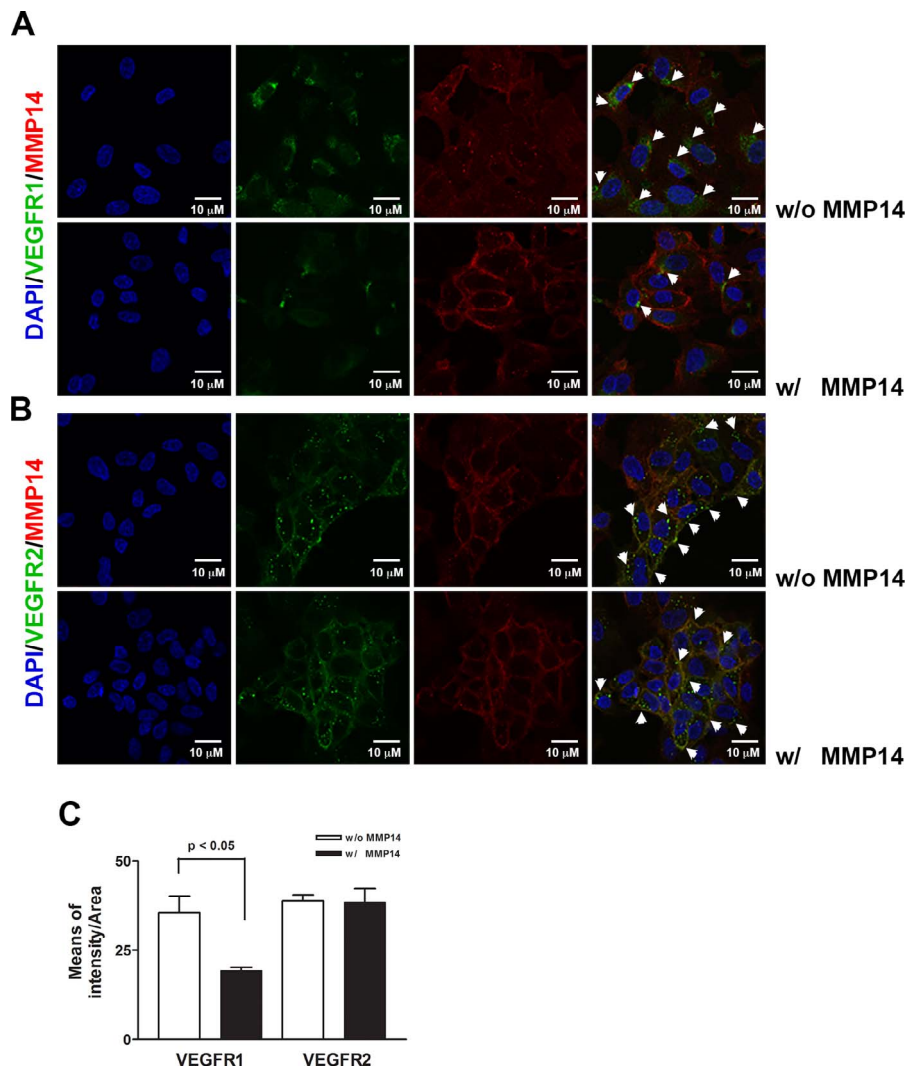 A
DAPI/VEGFR1/MMP14
10 µM
10 µM
10 µM
10 µM
w/o MMP14
10 µM
10 µM
10 µM
10 µM
w/ MMP14
B
DAPI/VEGFR2/MMP14
10 µM
10 µM
10 µM
10 µM
w/o MMP14
10 µM
10 µM
10 µM
10 µM
w/ MMP14
C
w/o MMP14
w/ MMP14
p < 0.05
Means of
intensity/Area
50
25
0
VEGFR1
VEGFR2